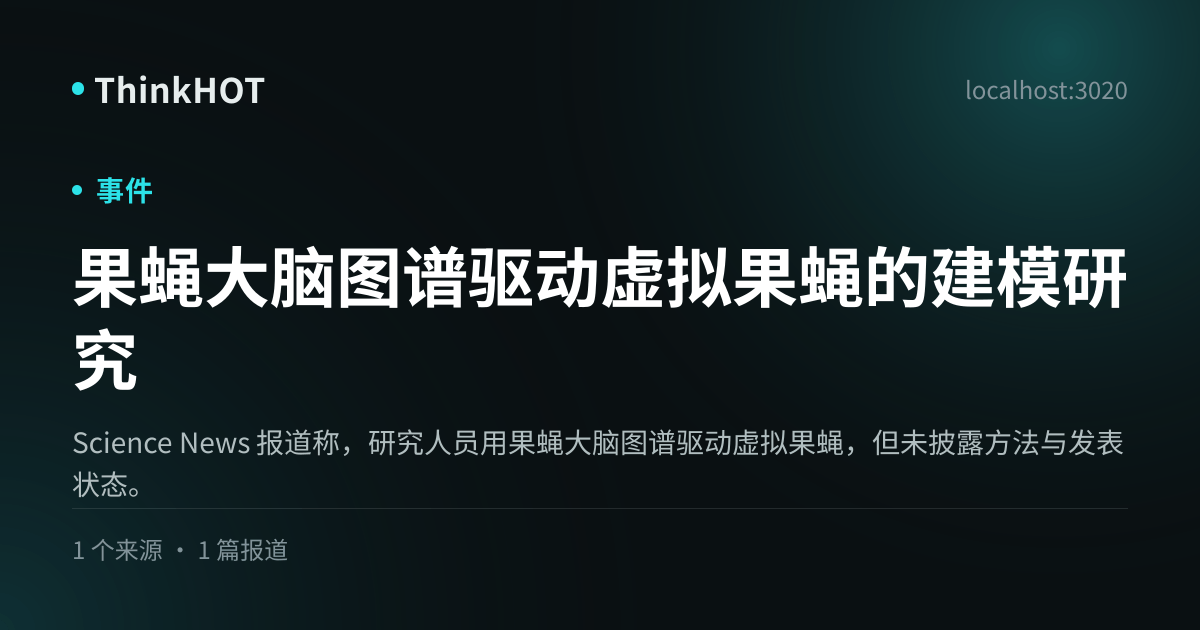 ThinkHOT
localhost:3020
事件
果蝇大脑图谱驱动虚拟果蝇的建模研
究
Science News 报道称，研究人员用果蝇大脑图谱驱动虚拟果蝇，但未披露方法与发表
状态。
1 个来源 · 1 篇报道